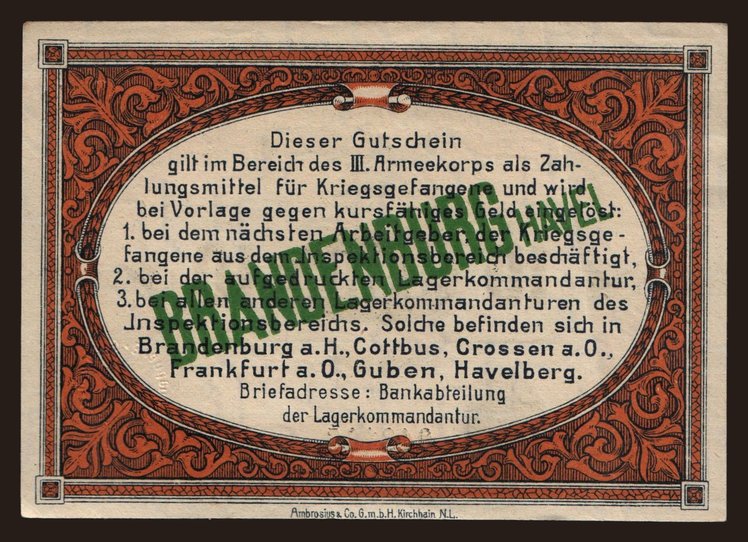 Dieser Gutschein
gilt im Bereich des III. Armeekorps als Zah-
lungsmittel für Kriegsgefangene und wird
bei Vorlage gegen kursfähiges Geld eingelöst:
1. bei dem nächsten Arbeitgeber, der Kriegsge-
fangene aus dem Inspektionsbereich beschäftigt,
2. bei der aufgedruckten Lagerkommandantur,
3. bei allen anderen Lagerkommandanturen des
Inspektionsbereichs. Solche befinden sich in
Brandenburg a.H., Cottbus, Crossen a.O.,
Frankfurt a.O., Guben, Havelberg.
Briefadresse: Bankabteilung
der Lagerkommandantur.
BRANDENBURG HAVEL
Ambrosius & Co. G.m.b.H. Kirchhain N.L.